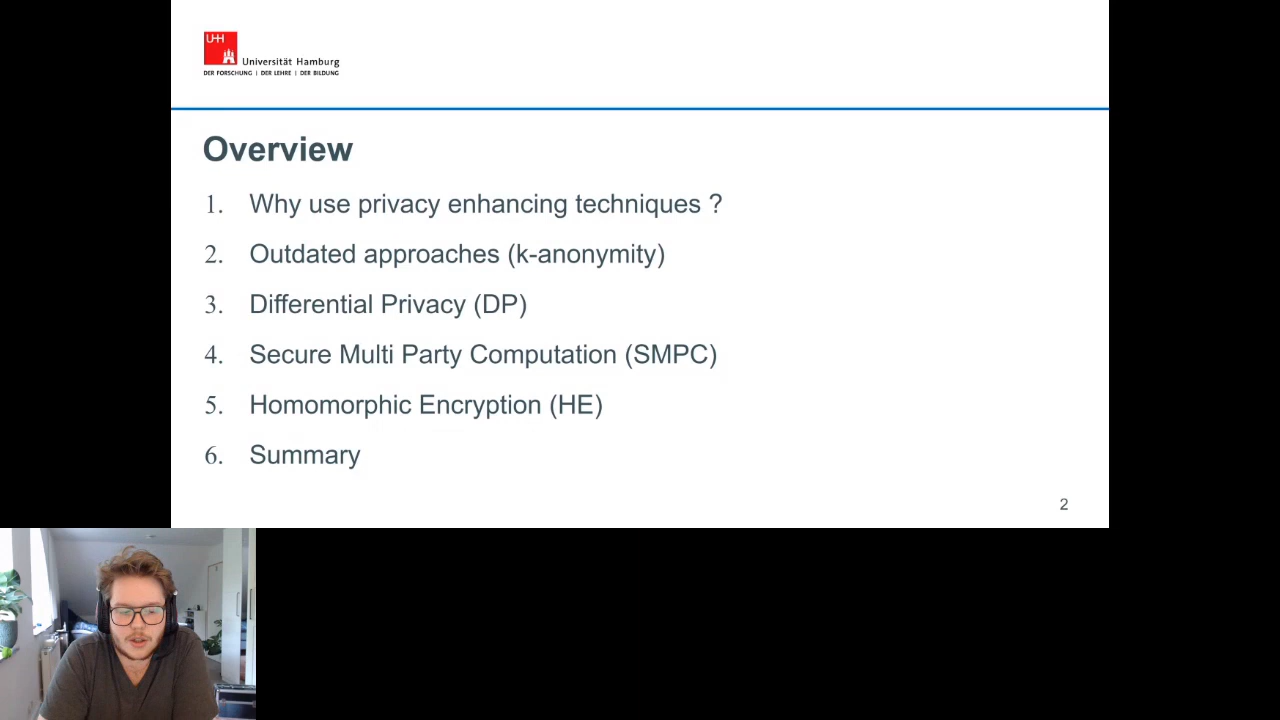 UHH
Universität Hamburg
DER FORSCHUNG | DER LEHRE | DER BILDUNG
Overview
1. Why use privacy enhancing techniques ?
2. Outdated approaches (k-anonymity)
3. Differential Privacy (DP)
4. Secure Multi Party Computation (SMPC)
5. Homomorphic Encryption (HE)
6. Summary
2